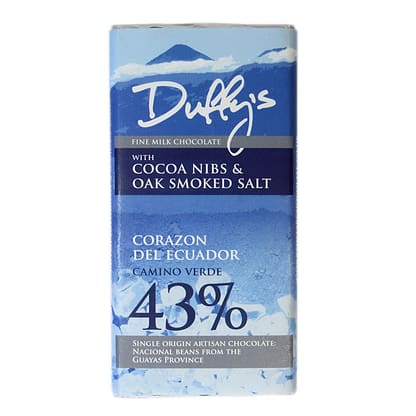 Duffy's
FINE MILK CHOCOLATE
WITH
COCOA NIBS &
OAK SMOKED SALT
CORAZON
DEL ECUADOR
CAMINO VERDE
43%
SINGLE ORIGIN ARTISAN CHOCOLATE:
NACIONAL BEANS FROM THE
GUAYAS PROVINCE